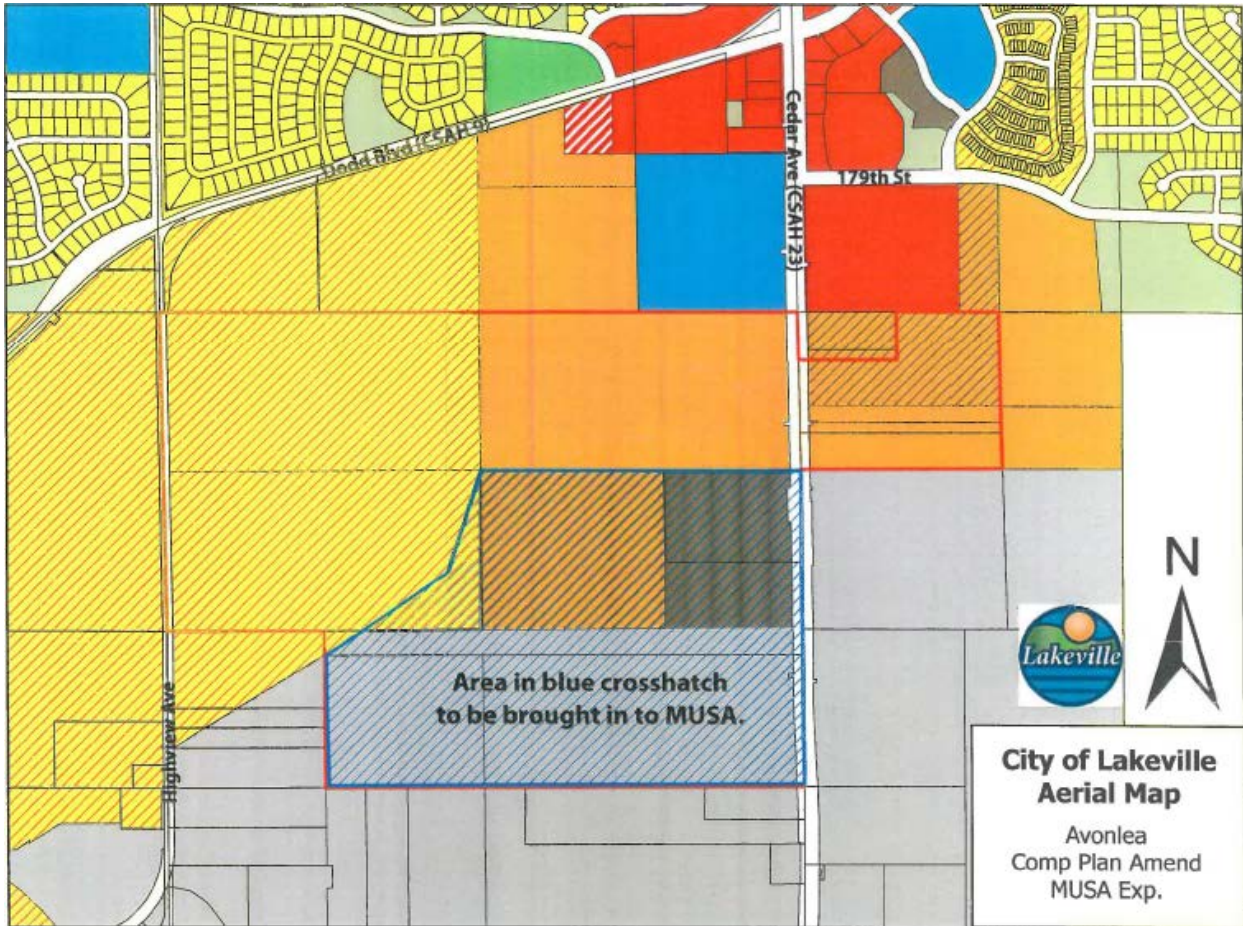 Dodd Blvd (CSAH 9)
Cedar Ave (CSAH 23)
179th St
N
Lakeville
Area in blue crosshatch
to be brought in to MUSA.
Highview Ave
City of Lakeville
Aerial Map
Avonlea
Comp Plan Amend
MUSA Exp.